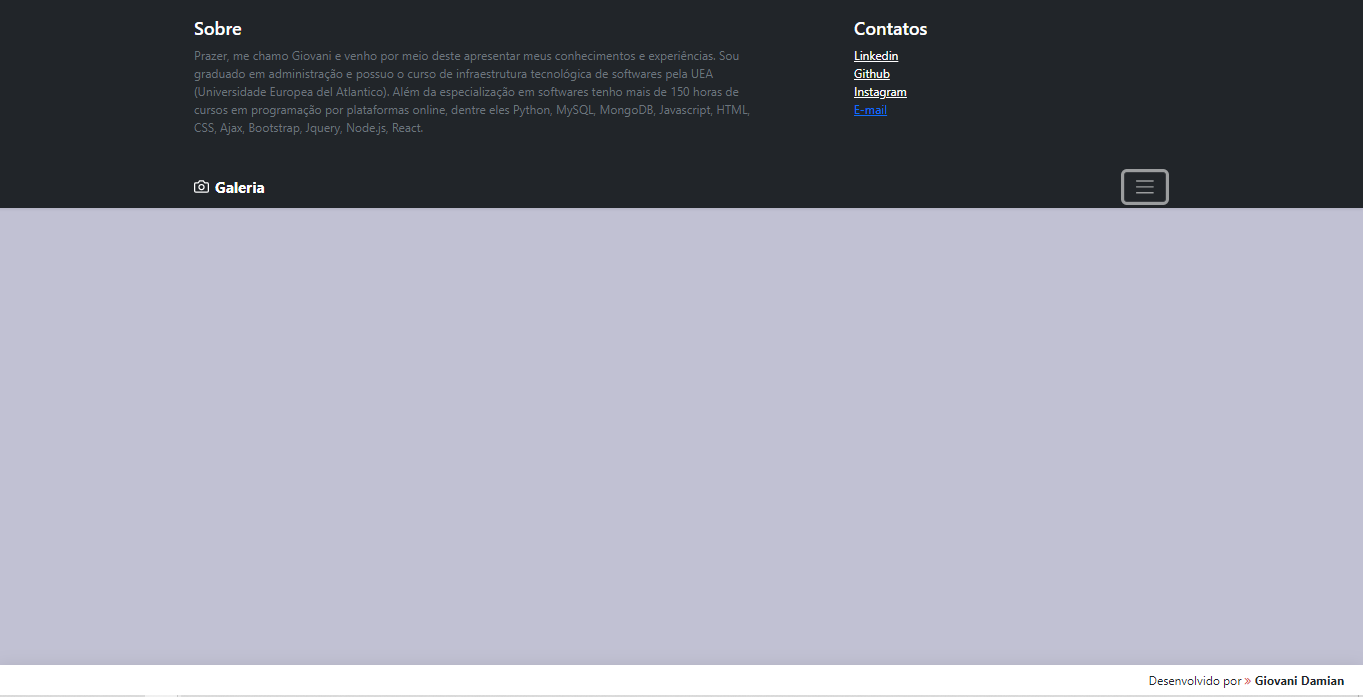 Sobre
Prazer, me chamo Giovani e venho por meio deste apresentar meus conhecimentos e experiências. Sou
graduado em administração e possuo o curso de infraestrutura tecnológica de softwares pela UEA
(Universidade Europea del Atlantico). Além da especialização em softwares tenho mais de 150 horas de
cursos em programação por plataformas online, dentre eles Python, MySQL, MongoDB, Javascript, HTML,
CSS, Ajax, Bootstrap, Jquery, Node.js, React.
Contatos
Linkedin
Github
Instagram
E-mail
Galeria
Desenvolvido por » Giovani Damian